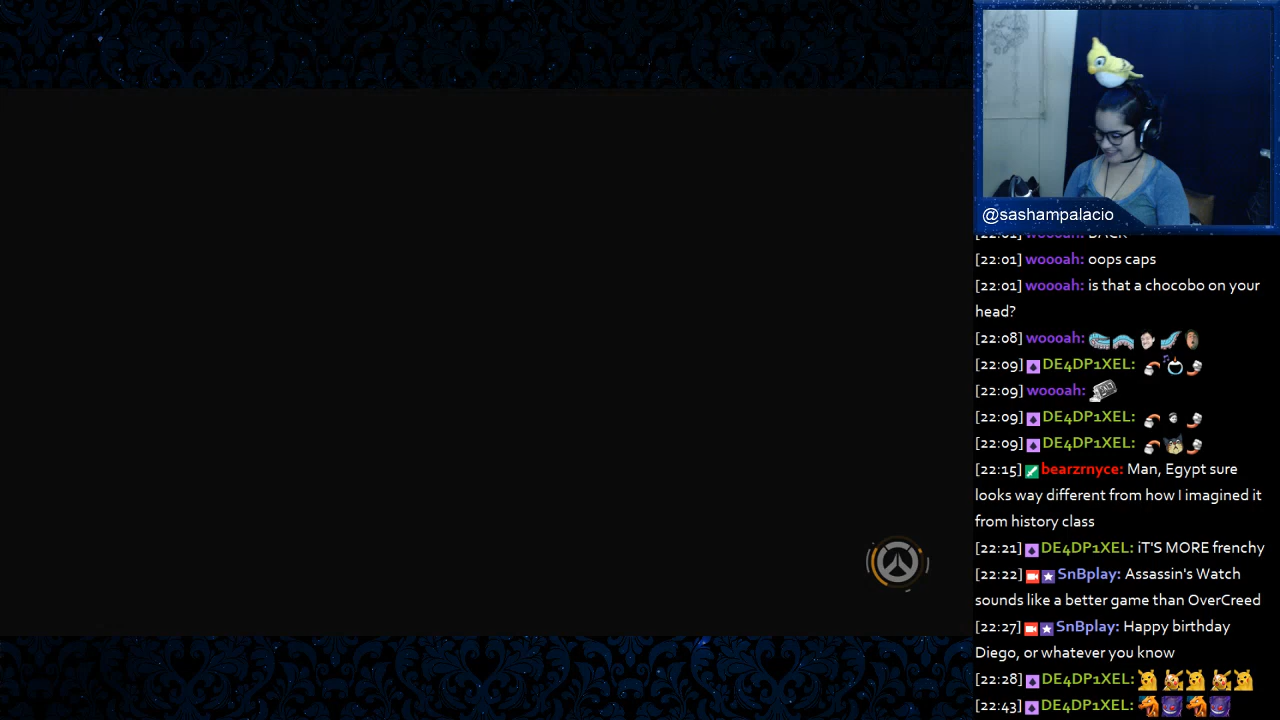 @sashampalacio
[22:01] woooah: BACK
[22:01] woooah: oops caps
[22:01] woooah: is that a chocobo on your
head?
[22:08] woooah:
[22:09] DE4DP1XEL:
[22:09] woooah:
[22:09] DE4DP1XEL:
[22:09] DE4DP1XEL:
[22:15] bearzrnyce: Man, Egypt sure
looks way different from how I imagined it
from history class
[22:21] DE4DP1XEL: iT'S MORE frenchy
[22:22] SnBplay: Assassin's Watch
sounds like a better game than OverCreed
[22:27] SnBplay: Happy birthday
Diego, or whatever you know
[22:28] DE4DP1XEL:
[22:43] DE4DP1XEL: